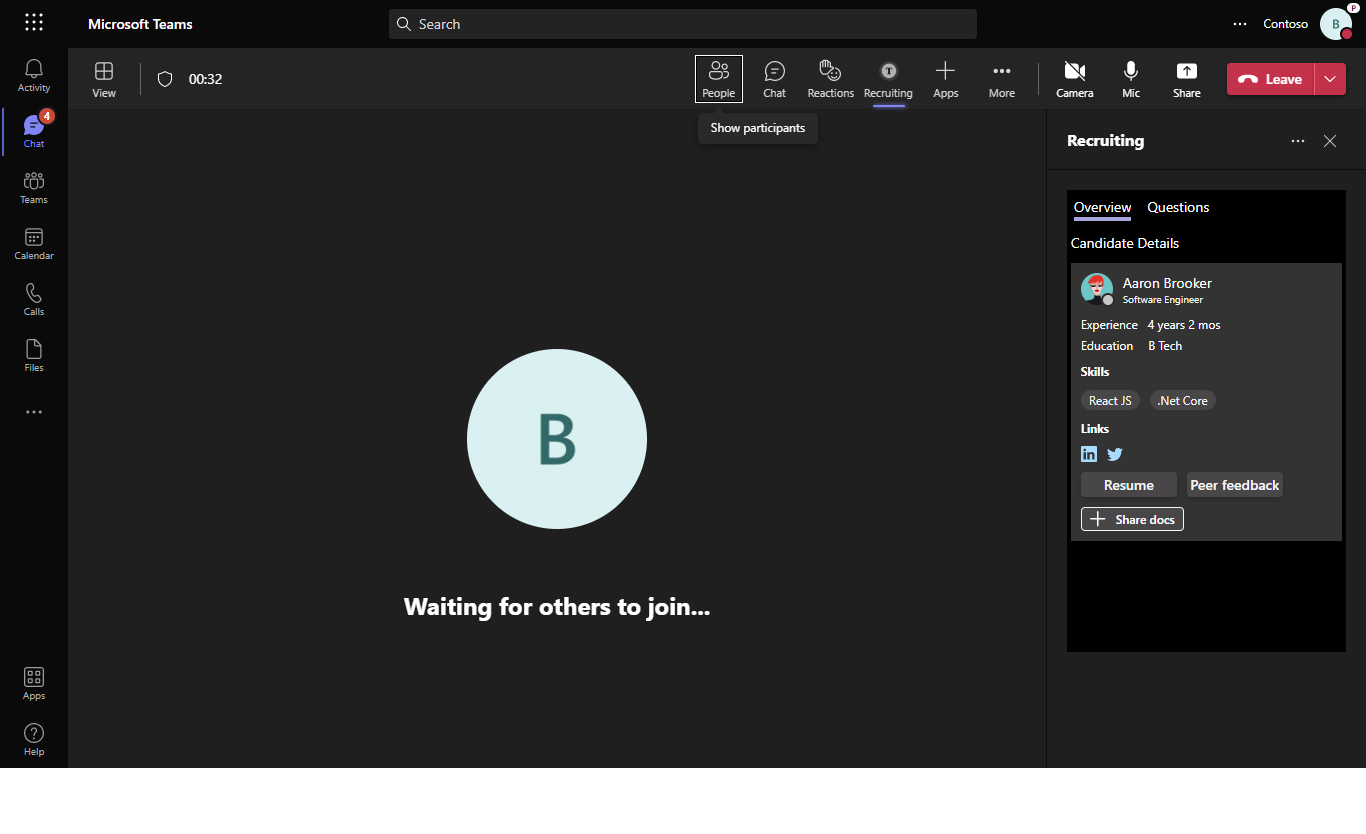 Microsoft Teams
Search
Contoso
B
P
Activity
4
Chat
Teams
Calendar
Calls
Files
Apps
Help
View
00:32
People
Chat
Reactions
T
Recruiting
Apps
More
Camera
Mic
Share
Leave
Show participants
B
Waiting for others to join...
Recruiting
Overview Questions
Candidate Details
Aaron Brooker
Software Engineer
Experience 4 years 2 mos
Education B Tech
Skills
React JS .Net Core
Links
in
Resume Peer feedback
Share docs
?